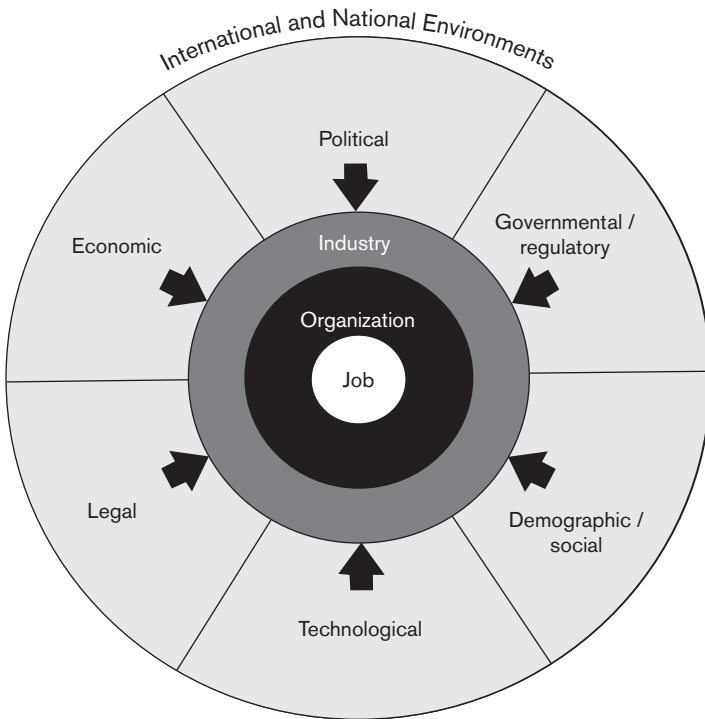 International and National Environments
Political
Governmental /
regulatory
Economic
Industry
Organization
Job
Legal
Demographic /
social
Technological